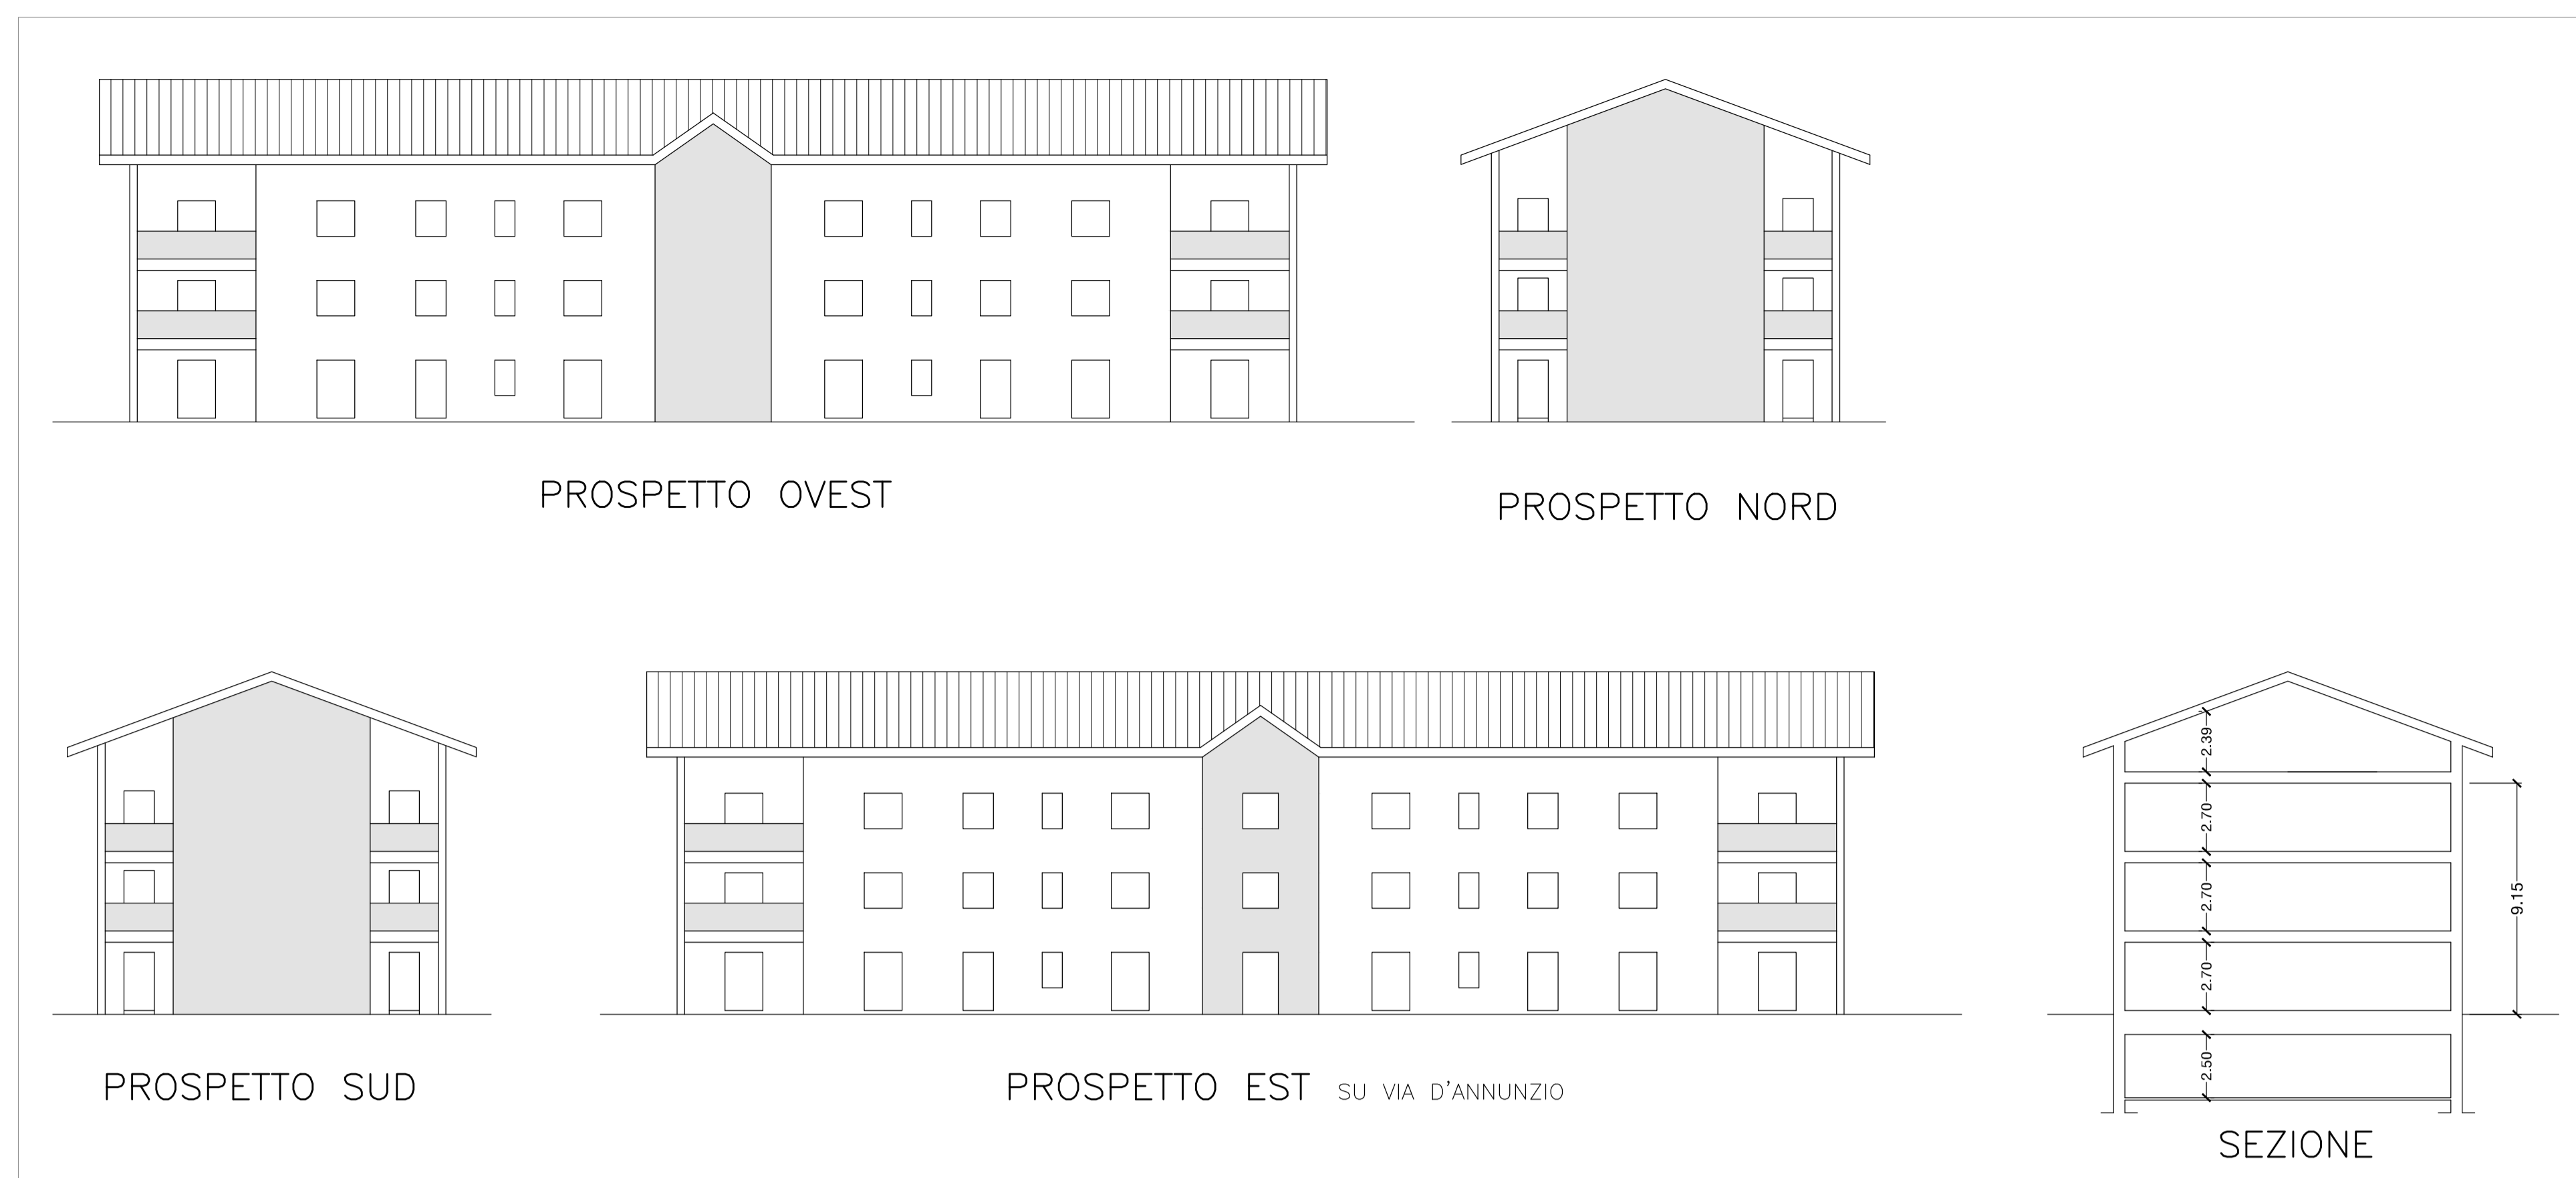 PROSPETTO OVEST
PROSPETTO NORD
PROSPETTO SUD
PROSPETTO EST SU VIA D'ANNUNZIO
2.39
2.70
2.70
2.70
2.50
9.15
SEZIONE